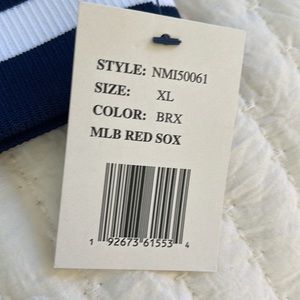 STYLE: NMI50061
SIZE: XL
COLOR: BRX
MLB RED SOX
1 92673 61553 4